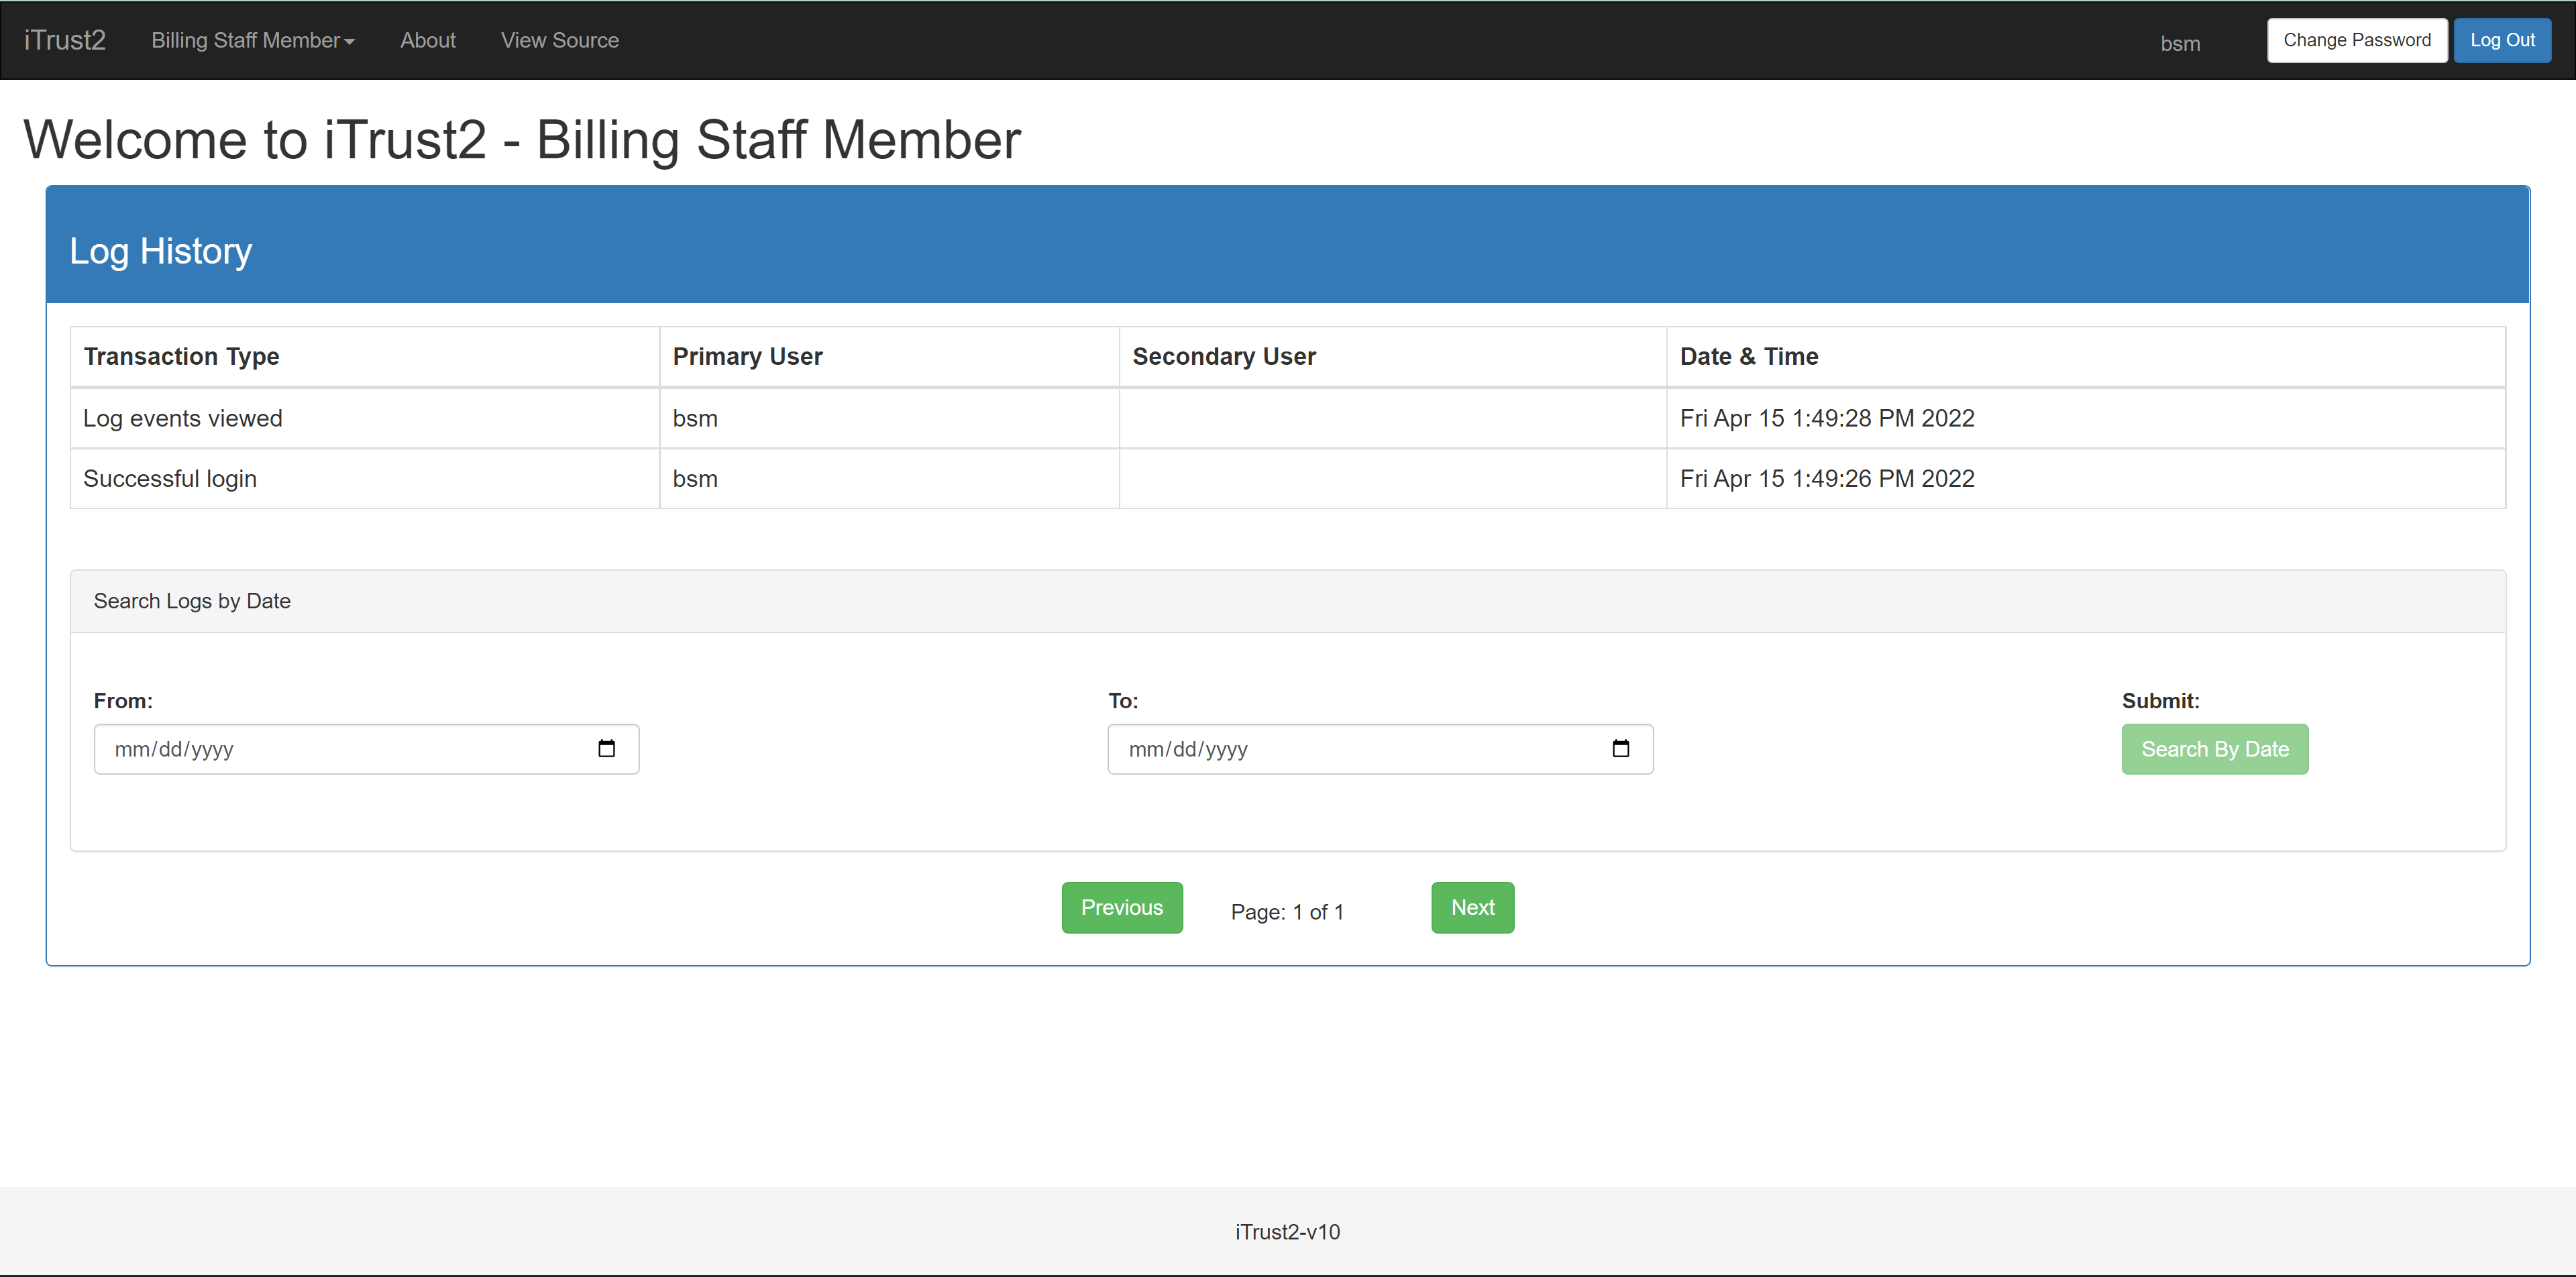 iTrust2 Billing Staff Member About View Source bsm Change Password Log Out
Welcome to iTrust2 - Billing Staff Member
Log History
Transaction Type Primary User Secondary User Date & Time
Log events viewed bsm Fri Apr 15 1:49:28 PM 2022
Successful login bsm Fri Apr 15 1:49:26 PM 2022
Search Logs by Date
From: To: Submit:
mm/dd/yyyy mm/dd/yyyy Search By Date
Previous Page: 1 of 1 Next
iTrust2-v10